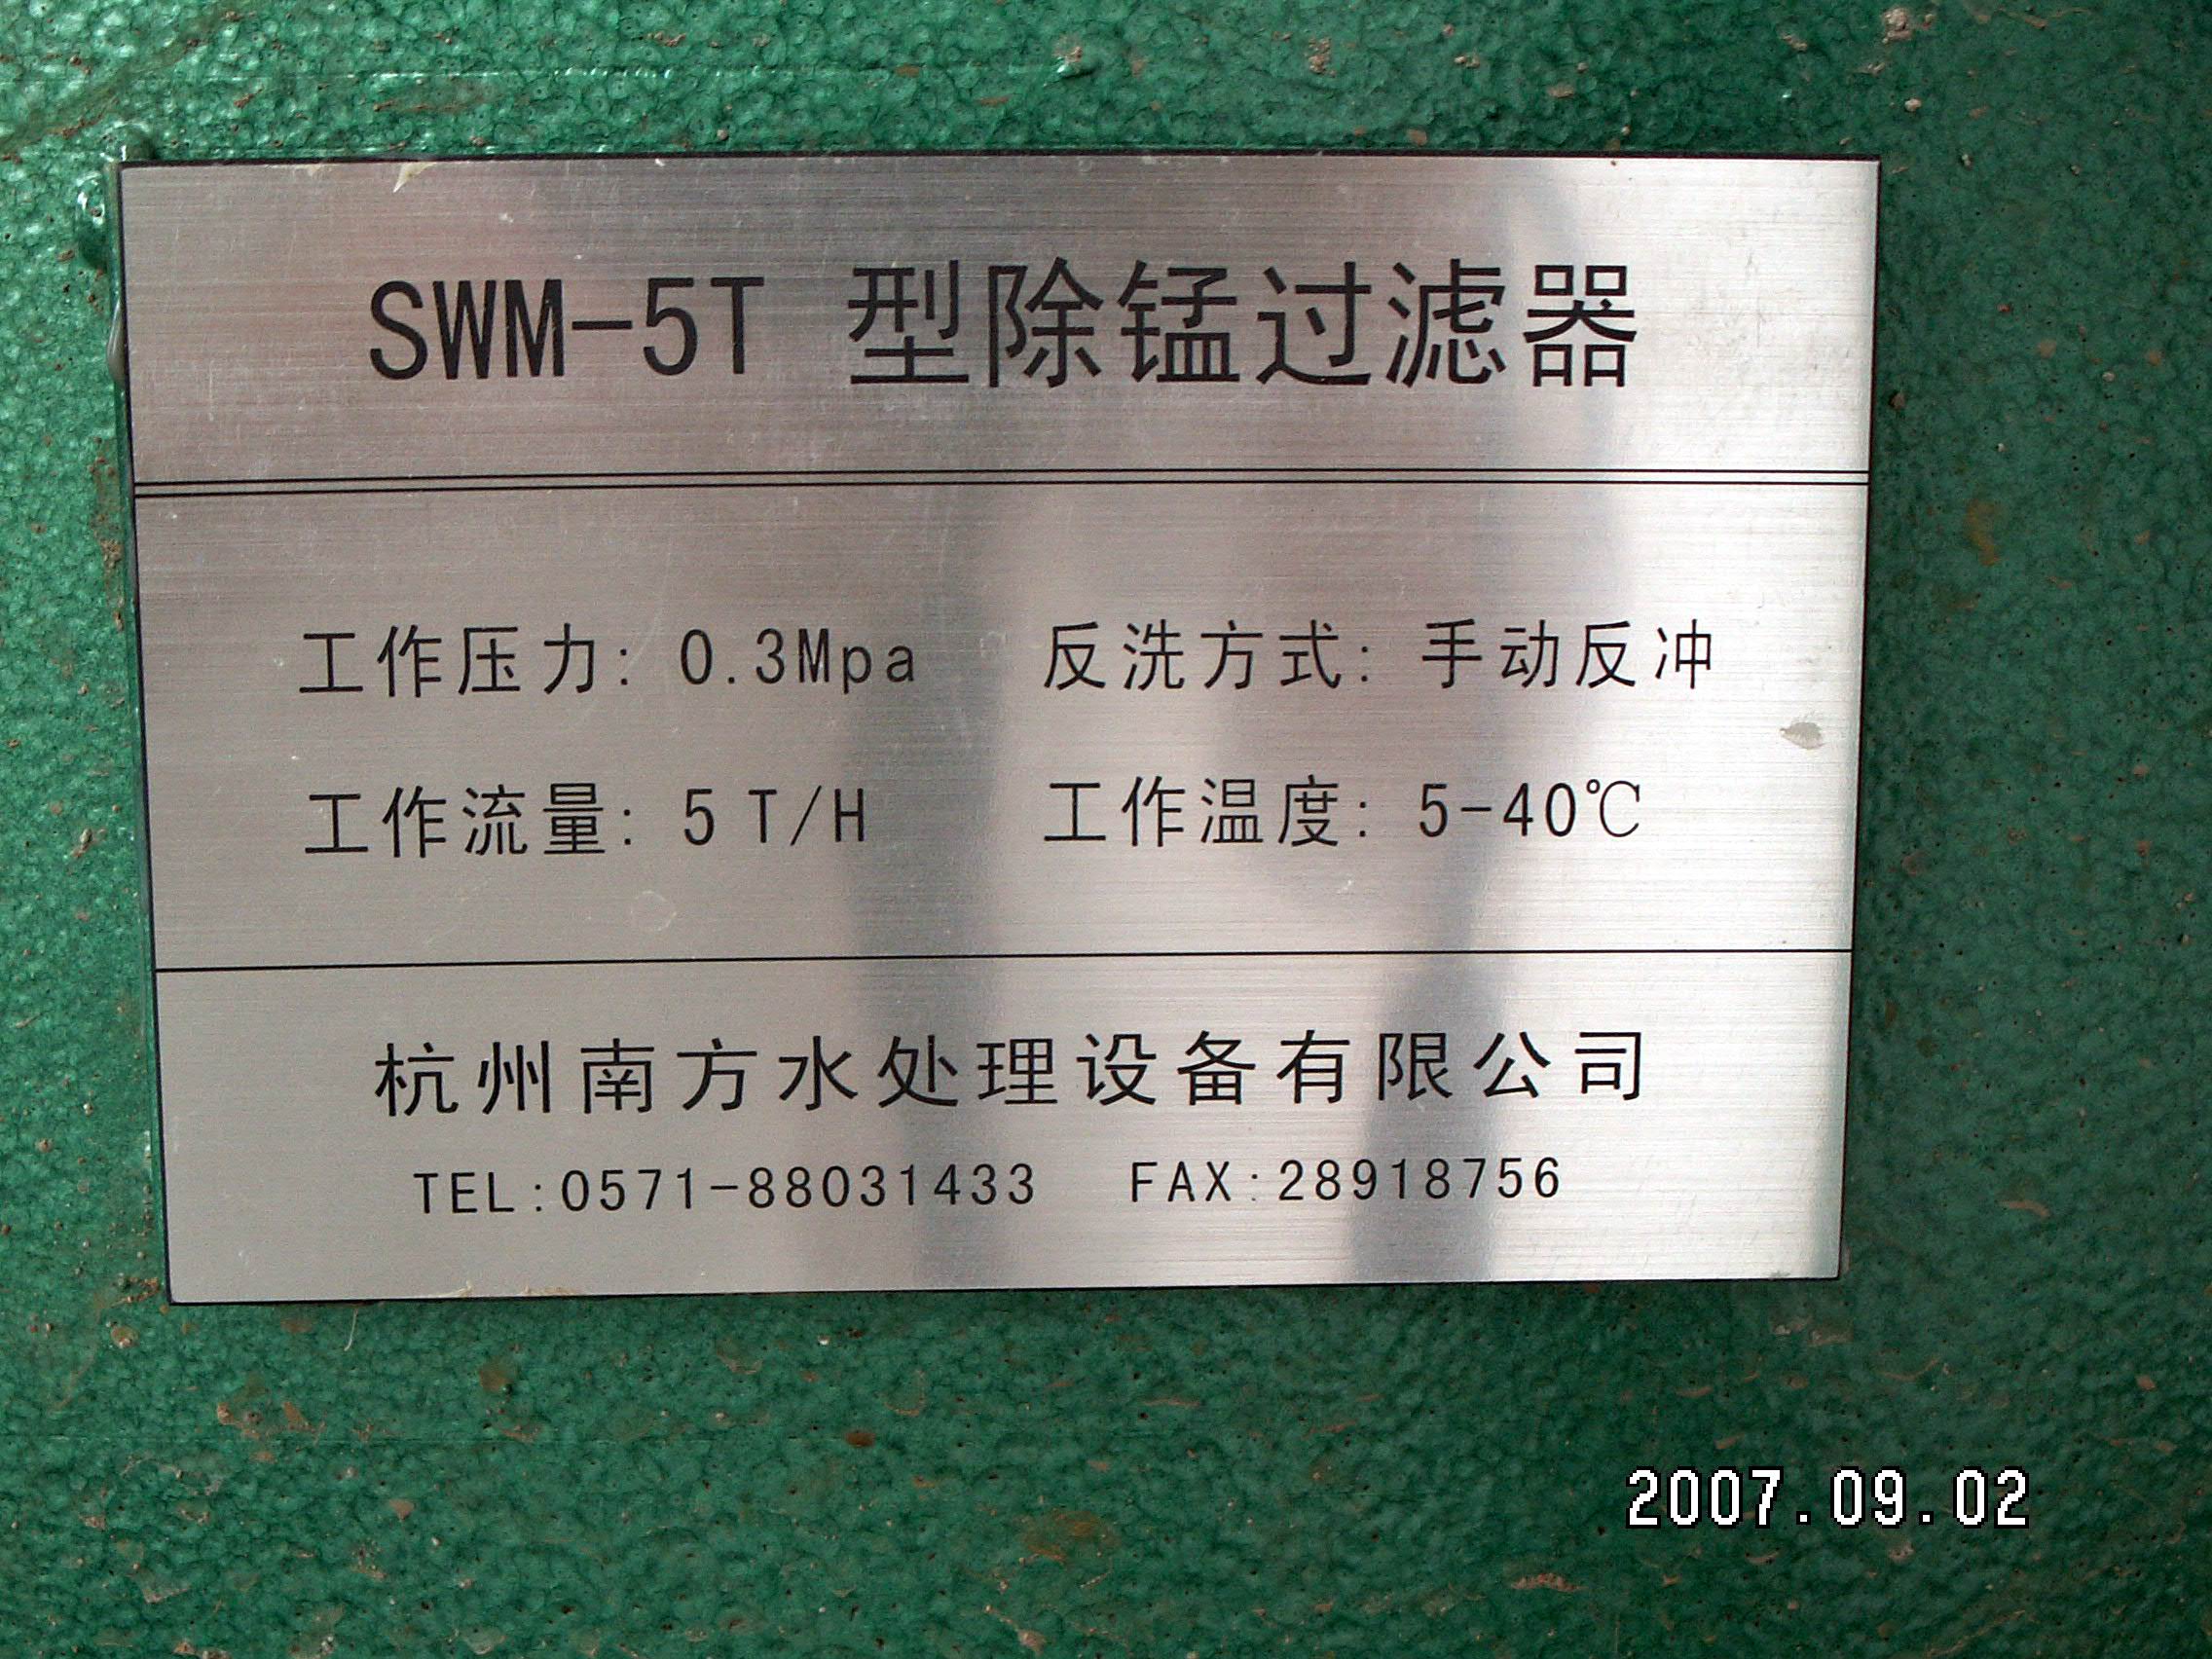 SWM-5T 型除锰过滤器
工作压力: 0.3Mpa 反洗方式: 手动反冲
工作流量: 5 T/H 工作温度: 5-40℃
杭州南方水处理设备有限公司
TEL:0571-88031433 FAX:28918756
2007.09.02